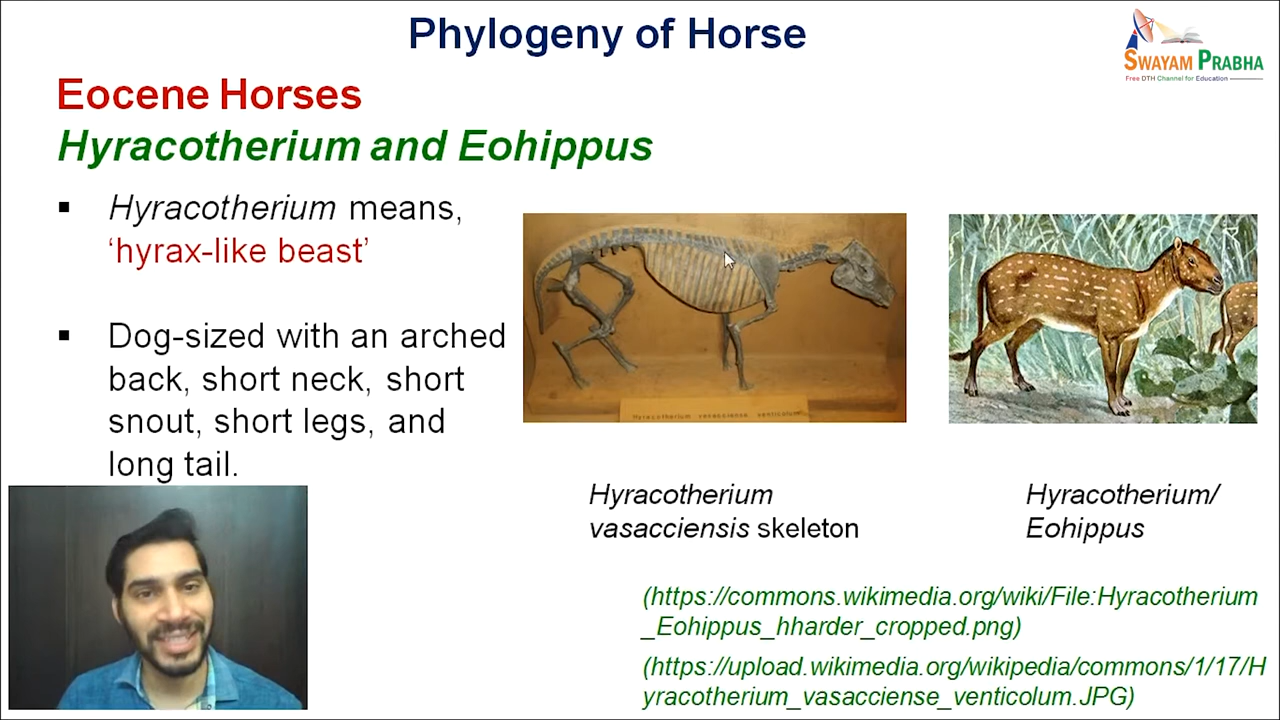 Phylogeny of Horse
SWAYAM PRABHA
Free DTH Channel for Education
Eocene Horses
Hyracotherium and Eohippus
▪ Hyracotherium means,
‘hyrax-like beast’
▪ Dog-sized with an arched
back, short neck, short
snout, short legs, and
long tail.
Hyracotherium vasacciense venticolum
Hyracotherium
vasacciensis skeleton
Hyracotherium/
Eohippus
(https://commons.wikimedia.org/wiki/File:Hyracotherium
_Eohippus_hharder_cropped.png)
(https://upload.wikimedia.org/wikipedia/commons/1/17/H
yracotherium_vasacciense_venticolum.JPG)